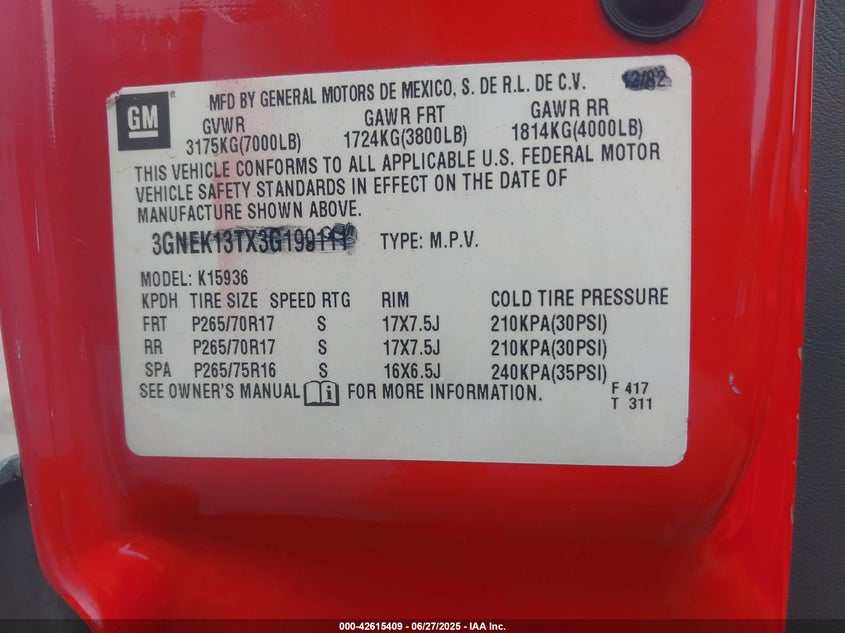 GM
MFD BY GENERAL MOTORS DE MEXICO, S. DE R.L. DE C.V.
GVWR GAWR FRT GAWR RR
3175KG(7000LB) 1724KG(3800LB) 1814KG(4000LB)
THIS VEHICLE CONFORMS TO ALL APPLICABLE U.S. FEDERAL MOTOR
VEHICLE SAFETY STANDARDS IN EFFECT ON THE DATE OF
MANUFACTURE SHOWN ABOVE.
TYPE: M.P.V.
MODEL: K15936
KPDH TIRE SIZE SPEED RTG RIM COLD TIRE PRESSURE
FRT P265/70R17 S 17X7.5J 210KPA(30PSI)
RR P265/70R17 S 17X7.5J 210KPA(30PSI)
SPA P265/75R16 S 16X6.5J 240KPA(35PSI)
SEE OWNER'S MANUAL FOR MORE INFORMATION.
F 417
T 311
000-42615409 - 06/27/2025 - IAA Inc.